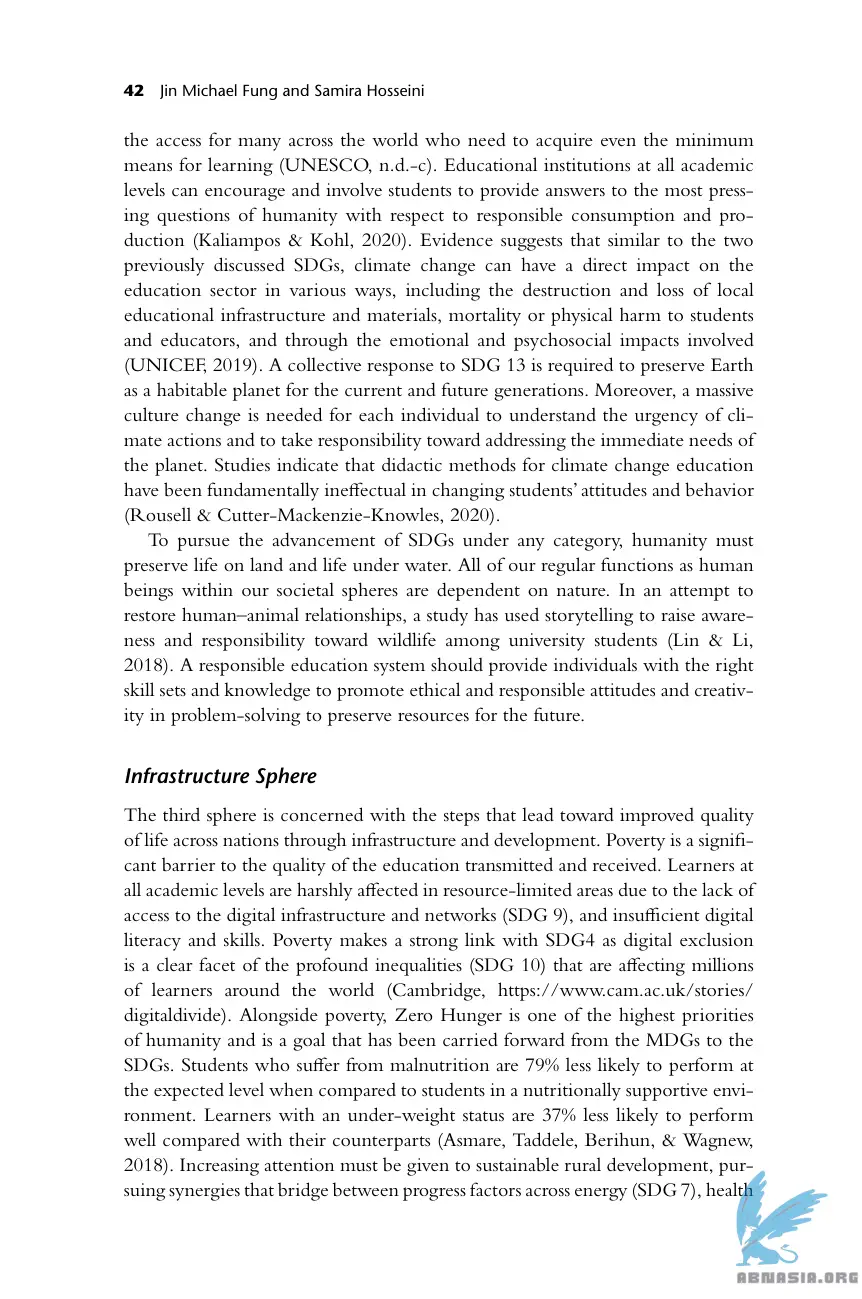 42 Jin Michael Fung and Samira Hosseini
the access for many across the world who need to acquire even the minimum
means for learning (UNESCO, n.d.-c). Educational institutions at all academic
levels can encourage and involve students to provide answers to the most press-
ing questions of humanity with respect to responsible consumption and pro-
duction (Kaliampos & Kohl, 2020). Evidence suggests that similar to the two
previously discussed SDGs, climate change can have a direct impact on the
education sector in various ways, including the destruction and loss of local
educational infrastructure and materials, mortality or physical harm to students
and educators, and through the emotional and psychosocial impacts involved
(UNICEF, 2019). A collective response to SDG 13 is required to preserve Earth
as a habitable planet for the current and future generations. Moreover, a massive
culture change is needed for each individual to understand the urgency of cli-
mate actions and to take responsibility toward addressing the immediate needs of
the planet. Studies indicate that didactic methods for climate change education
have been fundamentally ineffectual in changing students' attitudes and behavior
(Rousell & Cutter-Mackenzie-Knowles, 2020).
To pursue the advancement of SDGs under any category, humanity must
preserve life on land and life under water. All of our regular functions as human
beings within our societal spheres are dependent on nature. In an attempt to
restore human–animal relationships, a study has used storytelling to raise aware-
ness and responsibility toward wildlife among university students (Lin & Li,
2018). A responsible education system should provide individuals with the right
skill sets and knowledge to promote ethical and responsible attitudes and creativ-
ity in problem-solving to preserve resources for the future.
Infrastructure Sphere
The third sphere is concerned with the steps that lead toward improved quality
of life across nations through infrastructure and development. Poverty is a signifi-
cant barrier to the quality of the education transmitted and received. Learners at
all academic levels are harshly affected in resource-limited areas due to the lack of
access to the digital infrastructure and networks (SDG 9), and insufficient digital
literacy and skills. Poverty makes a strong link with SDG4 as digital exclusion
is a clear facet of the profound inequalities (SDG 10) that are affecting millions
of learners around the world (Cambridge, https://www.cam.ac.uk/stories/
digitaldivide). Alongside poverty, Zero Hunger is one of the highest priorities
of humanity and is a goal that has been carried forward from the MDGs to the
SDGs. Students who suffer from malnutrition are 79% less likely to perform at
the expected level when compared to students in a nutritionally supportive envi-
ronment. Learners with an under-weight status are 37% less likely to perform
well compared with their counterparts (Asmare, Taddele, Berihun, & Wagnew,
2018). Increasing attention must be given to sustainable rural development, pur-
suing synergies that bridge between progress factors across energy (SDG 7), health
ABNASIA.ORG